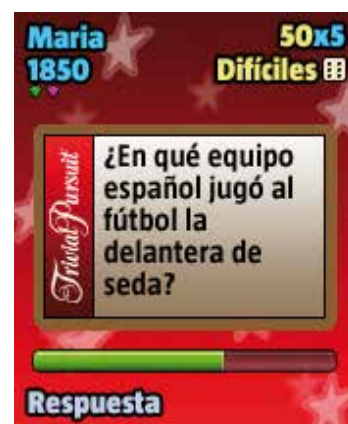 Maria
50x5
1850
Difíciles
Trivial Pursuit
¿En qué equipo
español jugó al
fútbol la
delantera de
seda?
Respuesta